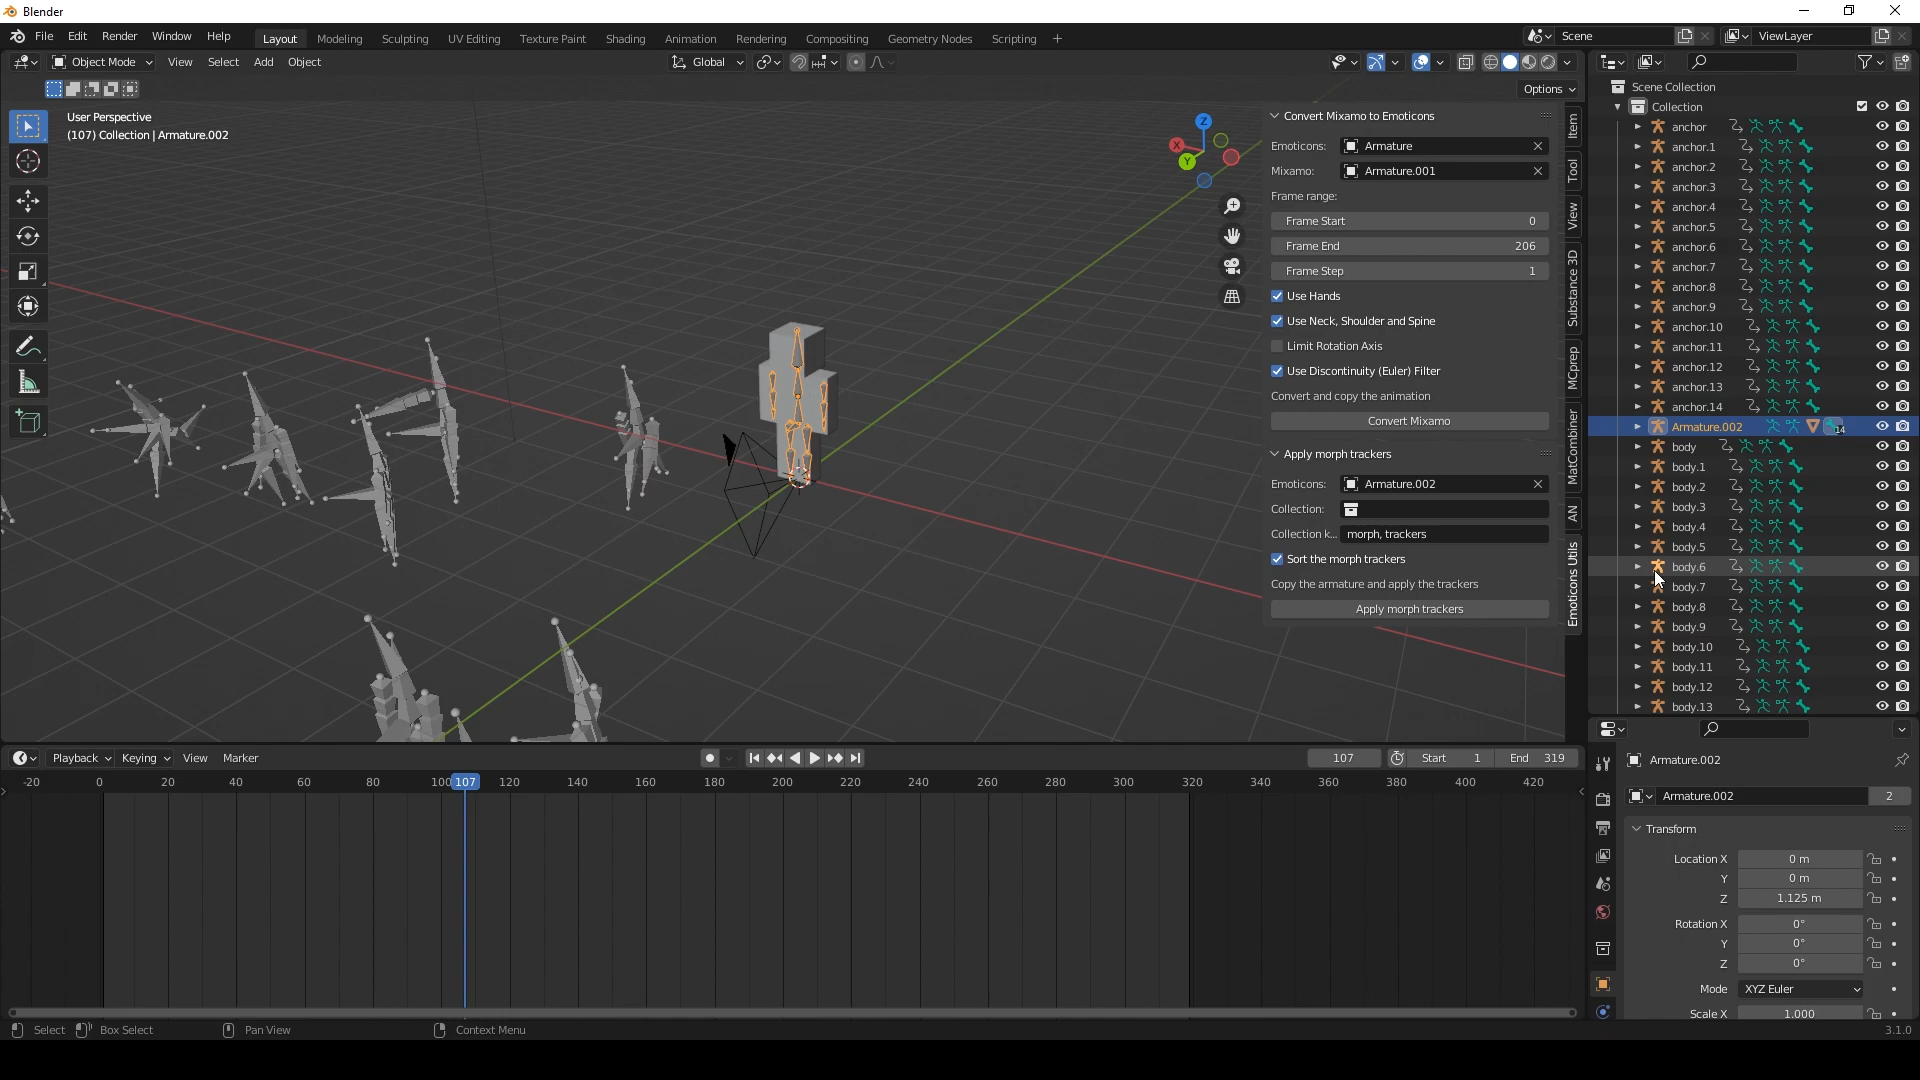 Blender
File Edit Render Window Help Layout Modeling Sculpting UV Editing Texture Paint Shading Animation Rendering Compositing Geometry Nodes Scripting + Scene ViewLayer
Object Mode View Select Add Object Global
Options
User Perspective
(107) Collection | Armature.002
X Y Z
Convert Mixamo to Emoticons
Emoticons: Armature
Mixamo: Armature.001
Frame range:
Frame Start 0
Frame End 206
Frame Step 1
Use Hands
Use Neck, Shoulder and Spine
Limit Rotation Axis
Use Discontinuity (Euler) Filter
Convert and copy the animation
Convert Mixamo
Apply morph trackers
Emoticons: Armature.002
Collection:
Collection k... morph, trackers
Sort the morph trackers
Copy the armature and apply the trackers
Apply morph trackers
Item
Tool
View
Substance 3D
MCprep
MatCombiner
AN
Emoticons Utils
Scene Collection
Collection
anchor
anchor.1
anchor.2
anchor.3
anchor.4
anchor.5
anchor.6
anchor.7
anchor.8
anchor.9
anchor.10
anchor.11
anchor.12
anchor.13
anchor.14
Armature.002 14
body
body.1
body.2
body.3
body.4
body.5
body.6
body.7
body.8
body.9
body.10
body.11
body.12
body.13
Playback Keying View Marker 107 Start 1 End 319
-20 0 20 40 60 80 100 107 120 140 160 180 200 220 240 260 280 300 320 340 360 380 400 420
Armature.002
Armature.002 2
Transform
Location X 0 m
Y 0 m
Z 1.125 m
Rotation X 0°
Y 0°
Z 0°
Mode XYZ Euler
Scale X 1.000
Select Box Select Pan View Context Menu 3.1.0